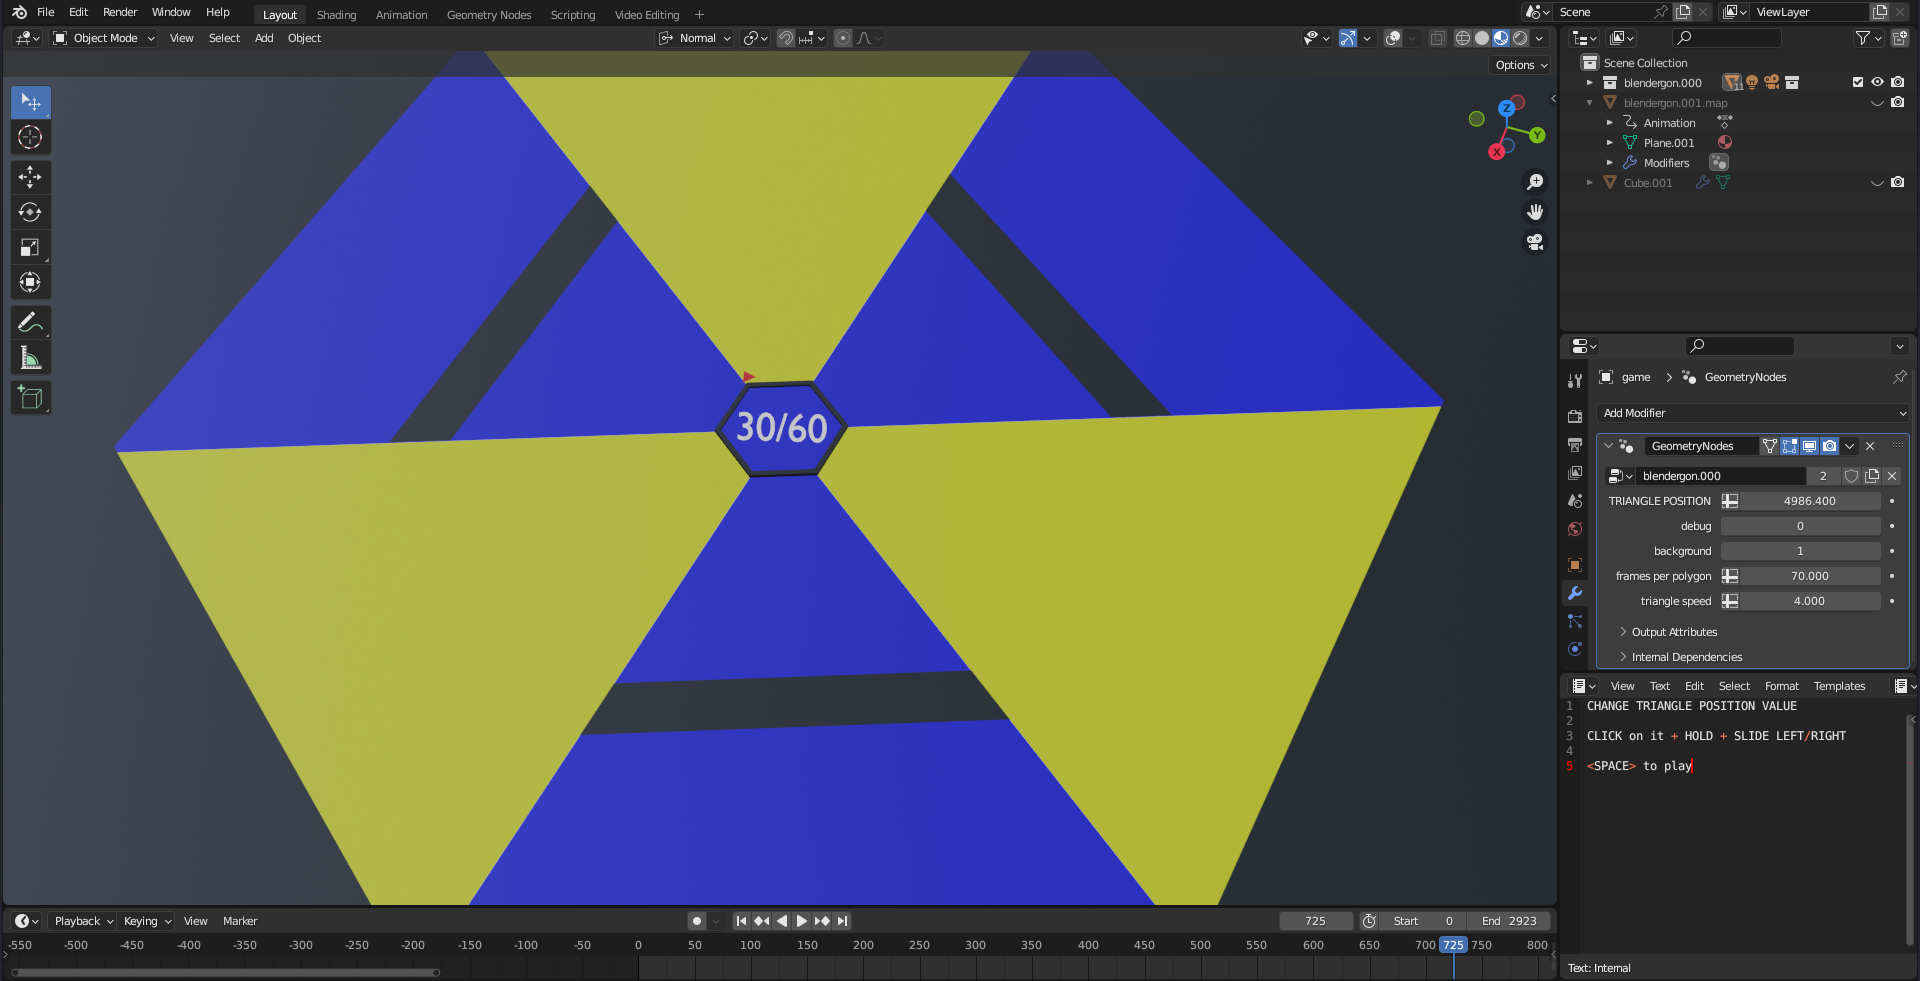 File Edit Render Window Help Layout Shading Animation Geometry Nodes Scripting Video Editing + Scene ViewLayer
Object Mode View Select Add Object Normal
Options
Z
Y
X
30/60
Scene Collection
blendergon.000 11
blendergon.001.map
Animation
Plane.001
Modifiers
Cube.001
game > GeometryNodes
Add Modifier
GeometryNodes
blendergon.000 2
TRIANGLE POSITION 4986.400
debug 0
background 1
frames per polygon 70.000
triangle speed 4.000
Output Attributes
Internal Dependencies
View Text Edit Select Format Templates
1 CHANGE TRIANGLE POSITION VALUE
2
3 CLICK on it + HOLD + SLIDE LEFT/RIGHT
4
5 <SPACE> to play
Text: Internal
Playback Keying View Marker 725 Start 0 End 2923
-550 -500 -450 -400 -350 -300 -250 -200 -150 -100 -50 0 50 100 150 200 250 300 350 400 450 500 550 600 650 700 725 750 800